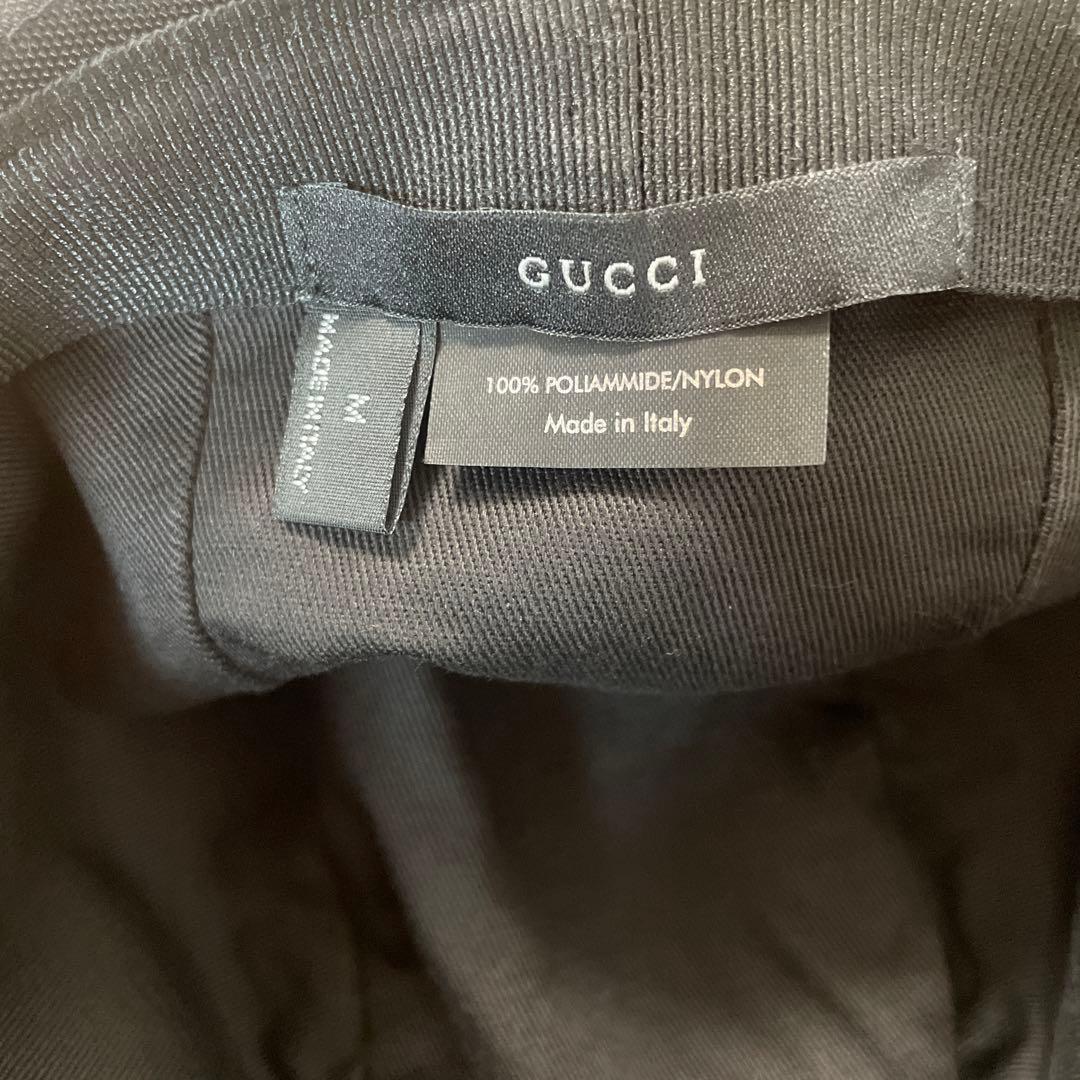 GUCCI
MADE IN ITALY
M
100% POLIAMMIDE/NYLON
Made in Italy